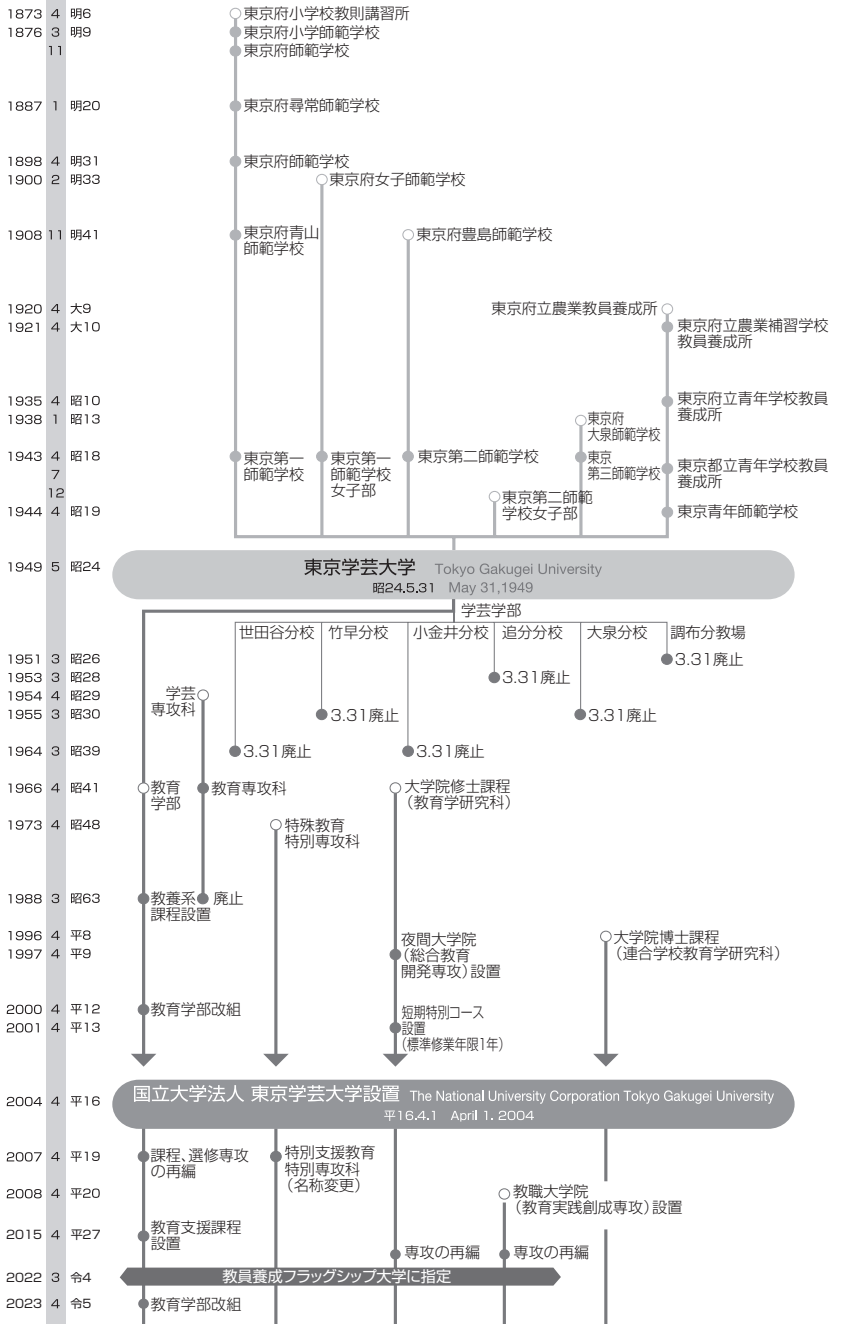 1873 4 明6 東京府小学校教則講習所
1876 3 明9 東京府小学師範学校
11 東京府師範学校
1887 1 明20 東京府尋常師範学校
1898 4 明31 東京府師範学校
1900 2 明33 東京府女子師範学校
1908 11 明41 東京府青山
師範学校
東京府豊島師範学校
1920 4 大9 東京府立農業教員養成所
1921 4 大10 東京府立農業補習学校
教員養成所
1935 4 昭10 東京府立青年学校教員
養成所
1938 1 昭13 東京府
大泉師範学校
1943 4 昭18 東京第一
師範学校
東京第一
師範学校
女子部
東京第二師範学校
東京
第三師範学校
7 東京都立青年学校教員
養成所
12 東京第二師範
学校女子部
1944 4 昭19 東京青年師範学校
1949 5 昭24 東京学芸大学 Tokyo Gakugei University
昭24.5.31 May 31,1949
学芸学部
世田谷分校 竹早分校 小金井分校 追分分校 大泉分校 調布分教場
1951 3 昭26 3.31廃止
1953 3 昭28 3.31廃止
1954 4 昭29 学芸
専攻科
1955 3 昭30 3.31廃止 3.31廃止
1964 3 昭39 3.31廃止 3.31廃止
1966 4 昭41 教育
学部
教育専攻科
大学院修士課程
（教育学研究科）
1973 4 昭48 特殊教育
特別専攻科
1988 3 昭63 教養系
課程設置
廃止
1996 4 平8 大学院博士課程
（連合学校教育学研究科）
1997 4 平9 夜間大学院
（総合教育
開発専攻）設置
2000 4 平12 教育学部改組
2001 4 平13 短期特別コース
設置
（標準修業年限1年）
2004 4 平16 国立大学法人 東京学芸大学設置 The National University Corporation Tokyo Gakugei University
平16.4.1 April 1. 2004
2007 4 平19 課程、選修専攻
の再編
特別支援教育
特別専攻科
（名称変更）
2008 4 平20 教職大学院
（教育実践創成専攻）設置
2015 4 平27 教育支援課程
設置
専攻の再編 専攻の再編
2022 3 令4 教員養成フラッグシップ大学に指定
2023 4 令5 教育学部改組